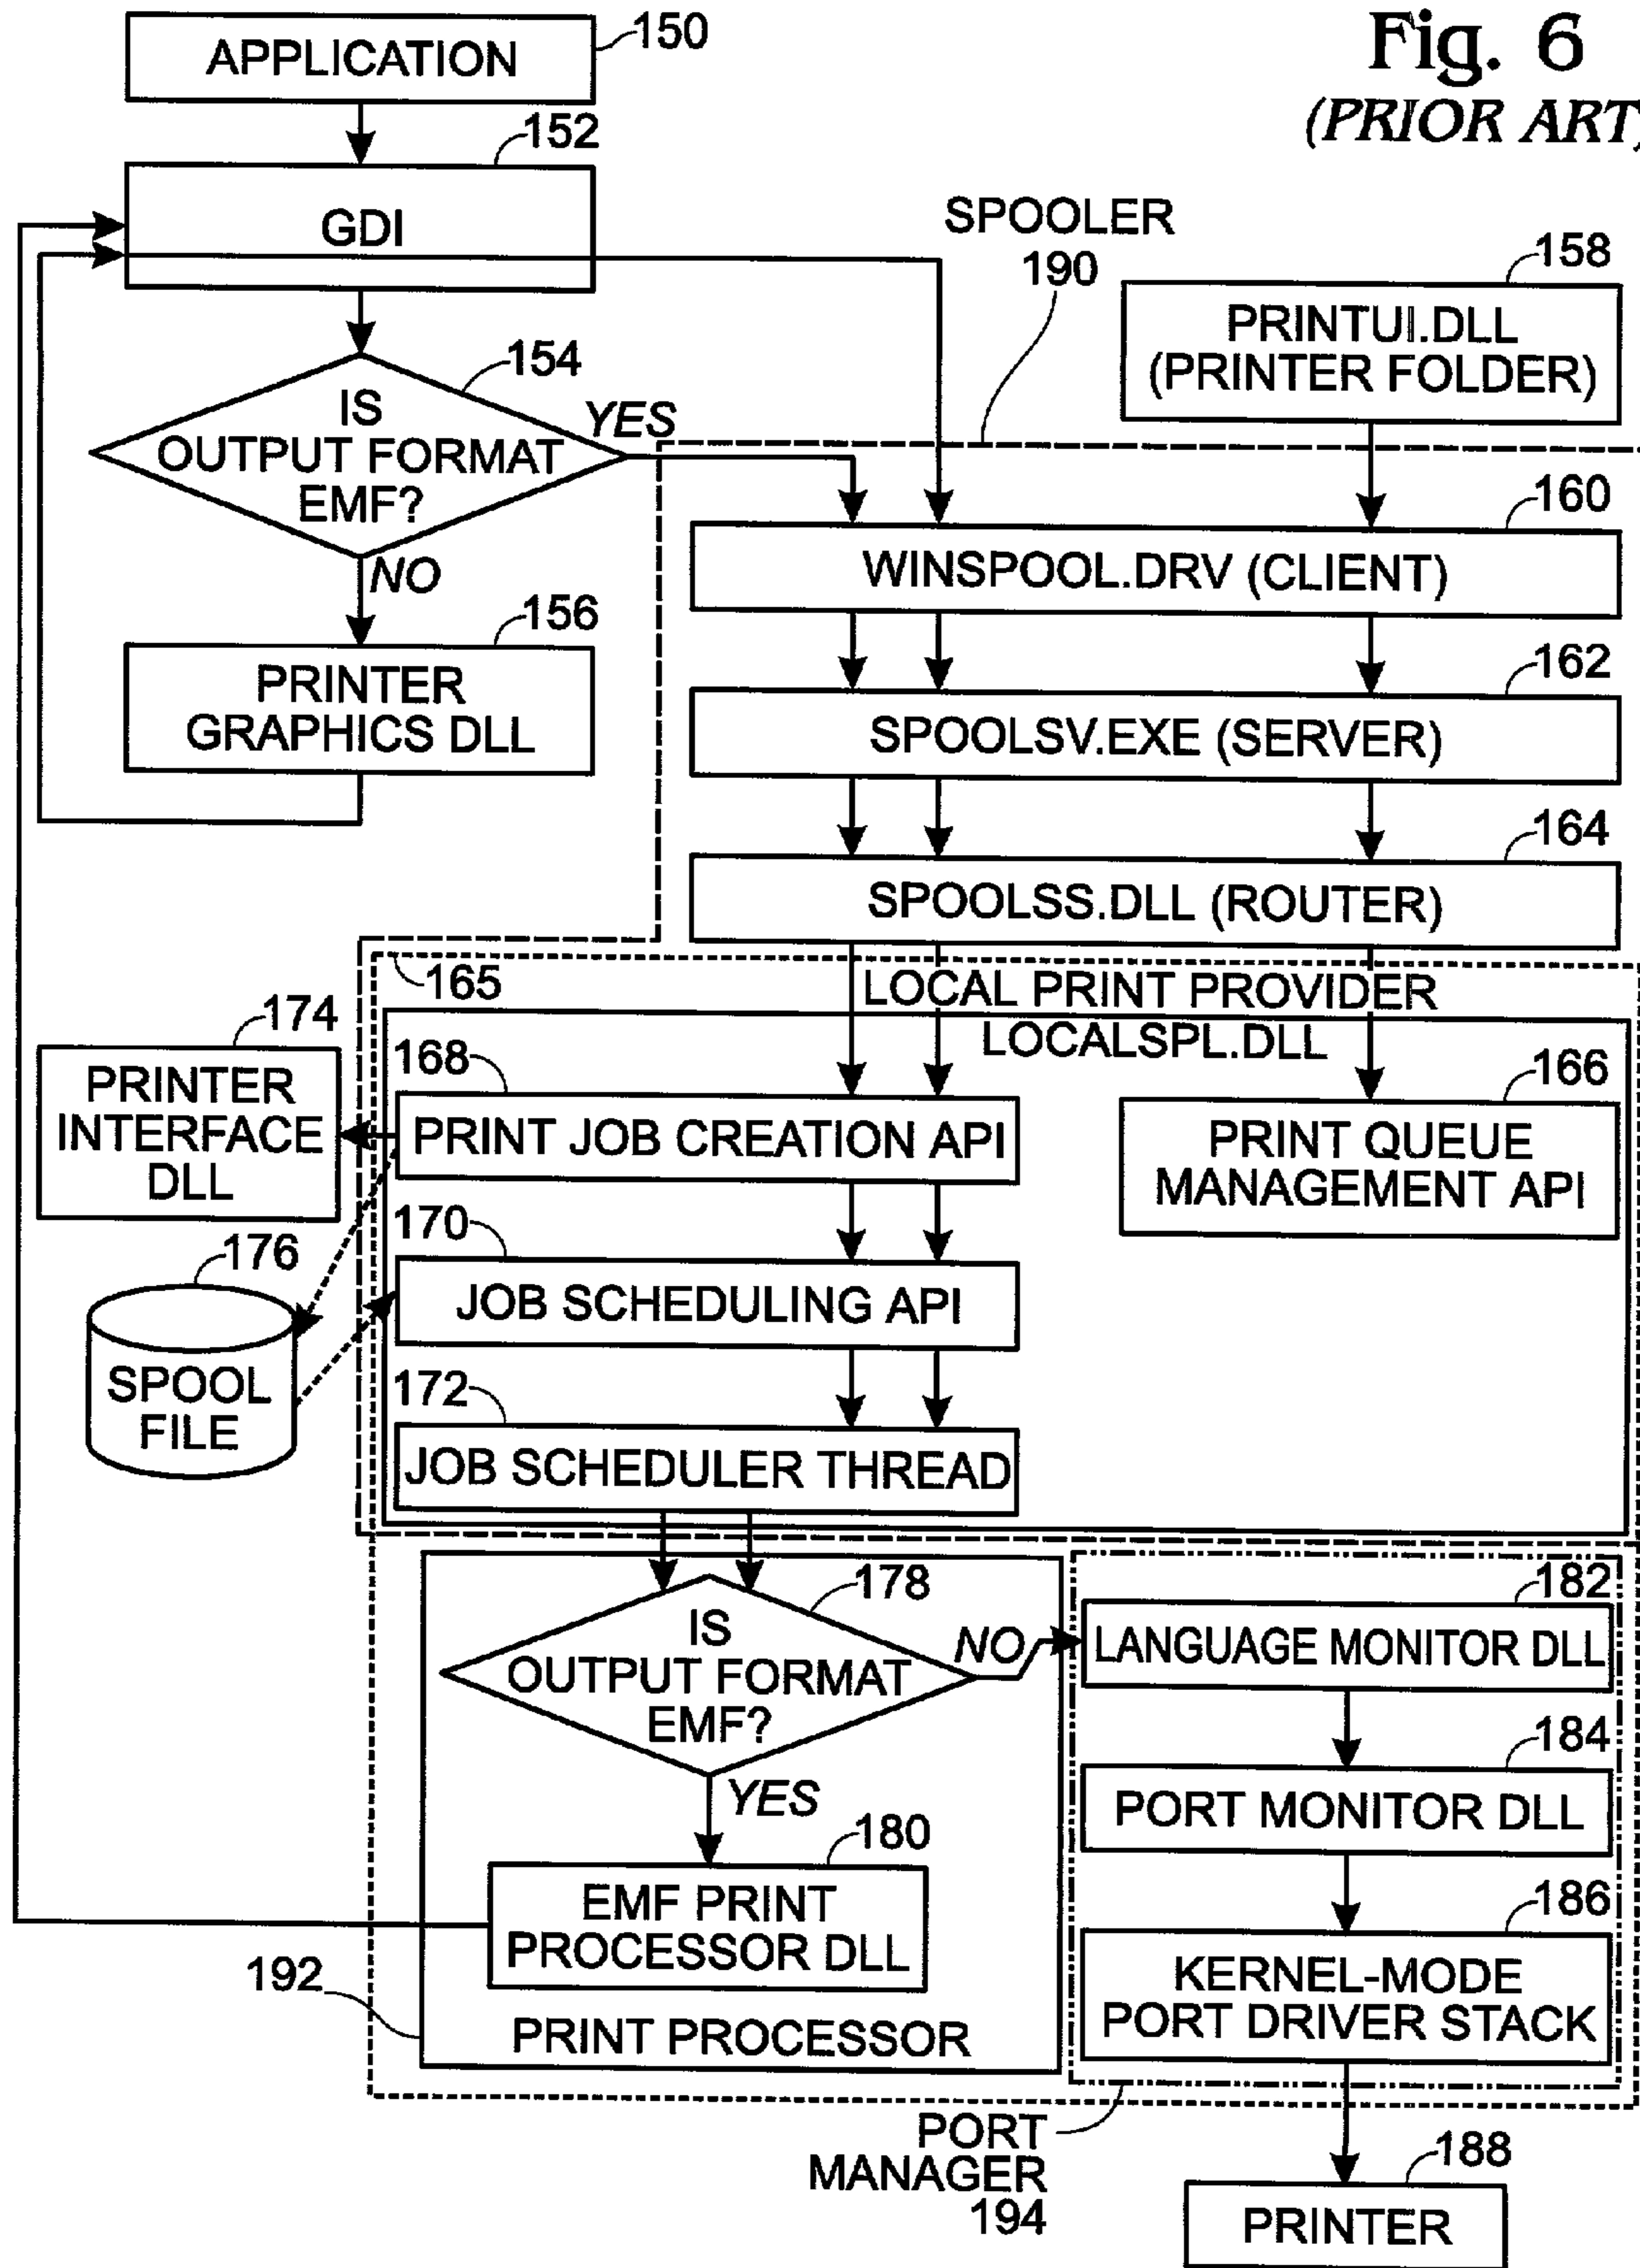 Fig. 6
(PRIOR ART)
APPLICATION
150
152
GDI
SPOOLER
190
158
PRINTUI.DLL
(PRINTER FOLDER)
154
IS
OUTPUT FORMAT
EMF?
YES
NO
160
WINSPOOL.DRV (CLIENT)
156
PRINTER
GRAPHICS DLL
162
SPOOLSV.EXE (SERVER)
164
SPOOLSS.DLL (ROUTER)
165
LOCAL PRINT PROVIDER
LOCALSPL.DLL
174
PRINTER
INTERFACE
DLL
168
PRINT JOB CREATION API
166
PRINT QUEUE
MANAGEMENT API
176
SPOOL
FILE
170
JOB SCHEDULING API
172
JOB SCHEDULER THREAD
178
IS
OUTPUT FORMAT
EMF?
NO
YES
182
LANGUAGE MONITOR DLL
184
PORT MONITOR DLL
180
EMF PRINT
PROCESSOR DLL
186
KERNEL-MODE
PORT DRIVER STACK
192
PRINT PROCESSOR
PORT
MANAGER
194
188
PRINTER